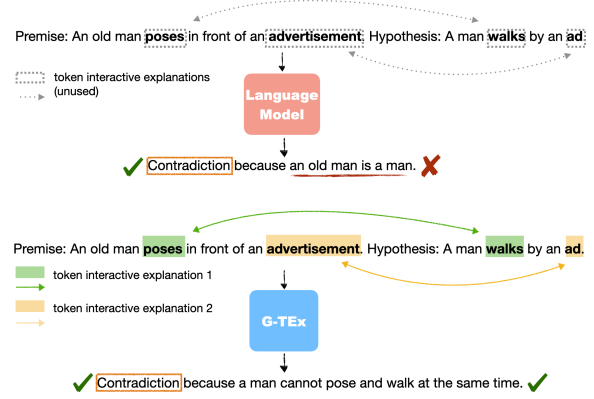 Premise: An old man poses in front of an advertisement. Hypothesis: A man walks by an ad.
token interactive explanations
(unused)
Language
Model
Contradiction because an old man is a man.
Premise: An old man poses in front of an advertisement. Hypothesis: A man walks by an ad.
token interactive explanation 1
token interactive explanation 2
G-TEx
Contradiction because a man cannot pose and walk at the same time.